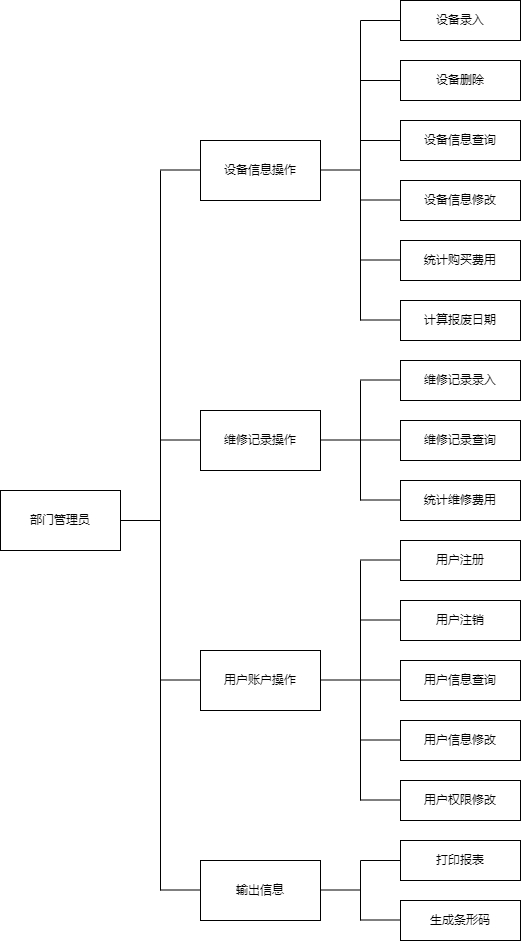 部门管理员
设备信息操作
设备录入
设备删除
设备信息查询
设备信息修改
统计购买费用
计算报废日期
维修记录操作
维修记录录入
维修记录查询
统计维修费用
用户账户操作
用户注册
用户注销
用户信息查询
用户信息修改
用户权限修改
输出信息
打印报表
生成条形码